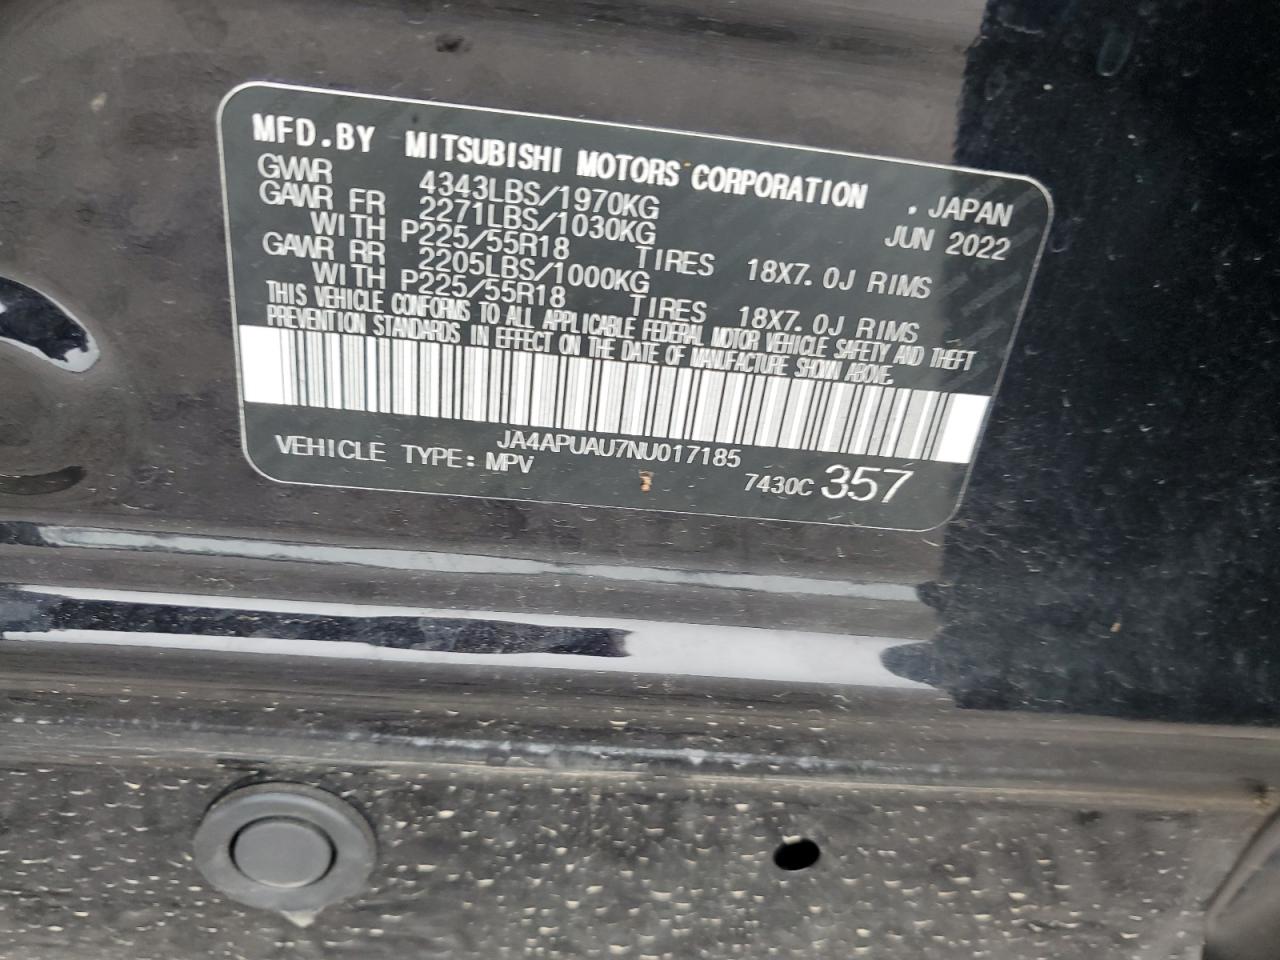 MFD.BY MITSUBISHI MOTORS CORPORATION . JAPAN
GVWR 4343LBS/1970KG JUN 2022
GAWR FR 2271LBS/1030KG
WITH P225/55R18 TIRES 18X7.0J RIMS
GAWR RR 2205LBS/1000KG
WITH P225/55R18 TIRES 18X7.0J RIMS
THIS VEHICLE CONFORMS TO ALL APPLICABLE FEDERAL MOTOR VEHICLE SAFETY AND THEFT
PREVENTION STANDARDS IN EFFECT ON THE DATE OF MANUFACTURE SHOWN ABOVE.
JA4APUAU7NU017185
VEHICLE TYPE: MPV 7430C 357